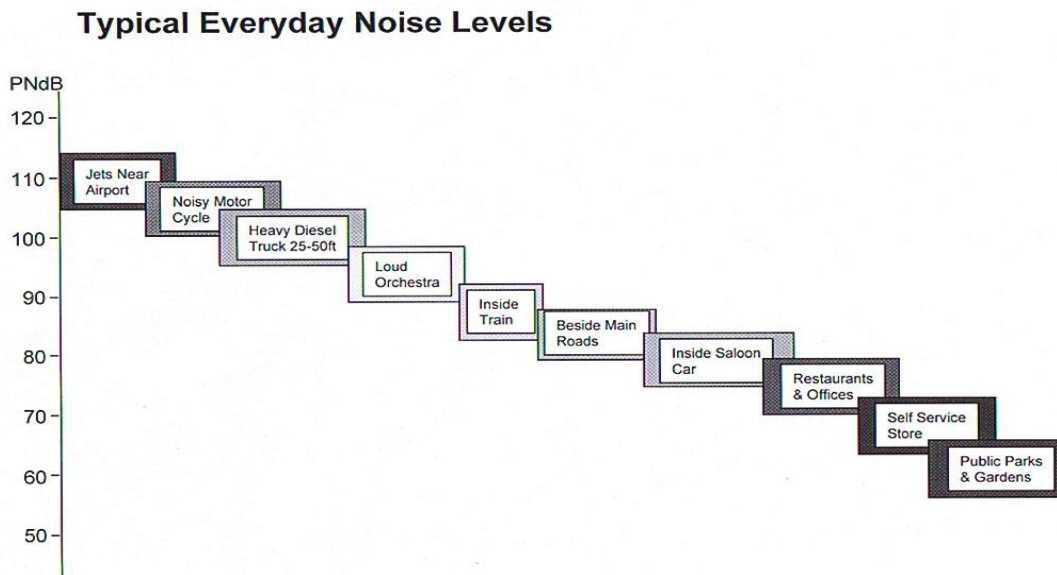 Typical Everyday Noise Levels
PNdB
120
110
100
90
80
70
60
50
Jets Near
Airport
Noisy Motor
Cycle
Heavy Diesel
Truck 25-50ft
Loud
Orchestra
Inside
Train
Beside Main
Roads
Inside Saloon
Car
Restaurants
& Offices
Self Service
Store
Public Parks
& Gardens